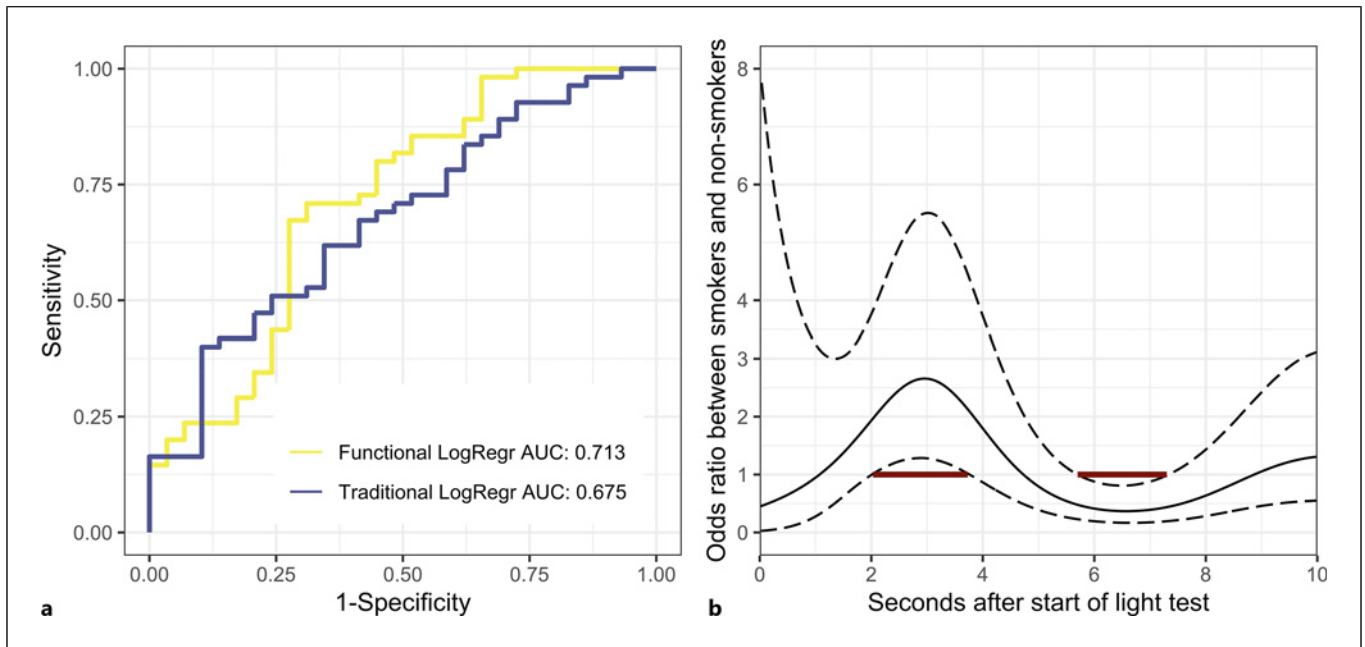 Sensitivity
1.00
0.75
0.50
0.25
0.00
Functional LogRegr AUC: 0.713
Traditional LogRegr AUC: 0.675
0.00 0.25 0.50 0.75 1.00
1-Specificity
a
Odds ratio between smokers and non-smokers
8
6
4
3
2
1
0
0 2 4 6 8 10
Seconds after start of light test
b